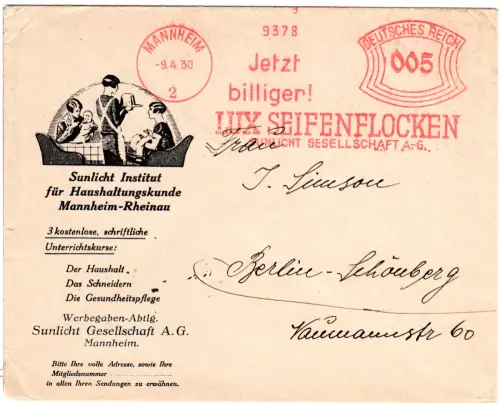 3
9378
MANNHEIM
-9.4.30
2
Jetzt
billiger!
LUX SEIFENFLOCKEN
SUNLICHT GESELLSCHAFT A-G.
DEUTSCHES REICH
005
Sunlicht Institut
für Haushaltungskunde
Mannheim-Rheinau
3 kostenlose, schriftliche
Unterrichtskurse:
Der Haushalt
Das Schneidern
Die Gesundheitspflege
Werbegaben-Abtlg.
Sunlicht Gesellschaft A.G.
Mannheim.
Bitte Ihre volle Adresse, sowie Ihre
Mitgliedsnummer
in allen Ihren Sendungen zu erwähnen.
Frau
I. Simson
Berlin-Schönberg
Naumannstr 60